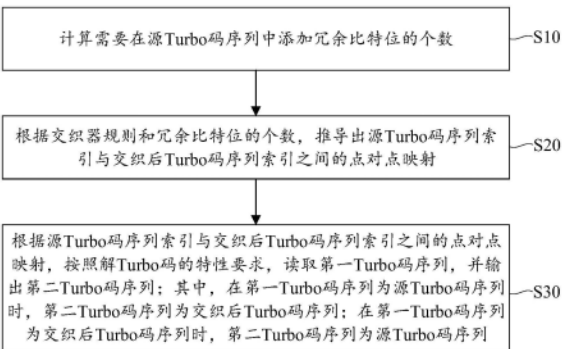 计算需要在源Turbo码序列中添加冗余比特位的个数
S10
根据交织器规则和冗余比特位的个数，推导出源Turbo码序列索
引与交织后Turbo码序列索引之间的点对点映射
S20
根据源Turbo码序列索引与交织后Turbo码序列索引之间的点对点
映射，按照解Turbo码的特性要求，读取第一Turbo码序列，并输
出第二Turbo码序列；其中，在第一Turbo码序列为源Turbo码序列
时，第二Turbo码序列为交织后Turbo码序列；在第一Turbo码序列
为交织后Turbo码序列时，第二Turbo码序列为源Turbo码序列
S30